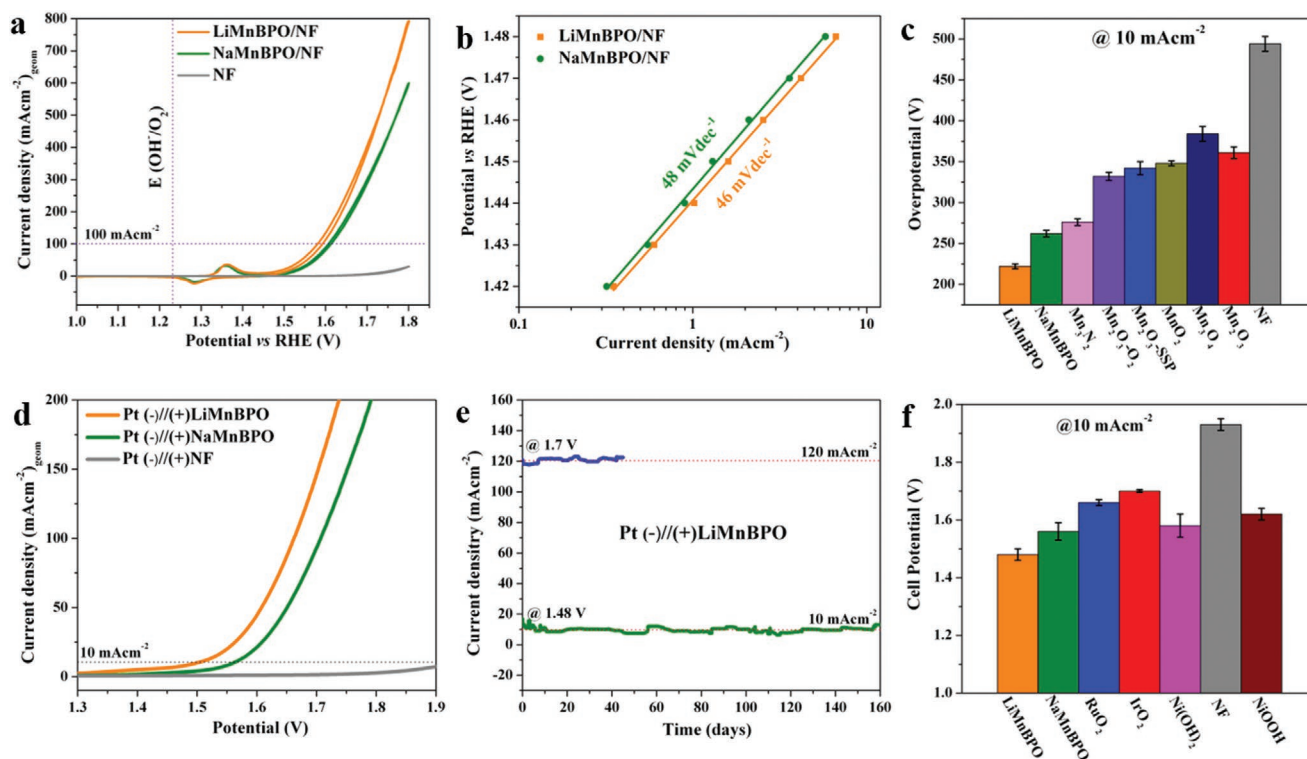 a
Current density (mAcm⁻²)geom
800
700
600
500
400
300
200
100
0
-100
LiMnBPO/NF
NaMnBPO/NF
NF
E (OH⁻/O₂)
100 mAcm⁻²
1.0 1.1 1.2 1.3 1.4 1.5 1.6 1.7 1.8
Potential vs RHE (V)
b
Potential vs RHE (V)
1.48
1.47
1.46
1.45
1.44
1.43
1.42
LiMnBPO/NF
NaMnBPO/NF
48 mVdec⁻¹
46 mVdec⁻¹
0.1 1 10
Current density (mAcm⁻²)
c
@ 10 mAcm⁻²
Overpotential (V)
500
450
400
350
300
250
200
LiMnBPO
NaMnBPO
Mn₃N₂
Mn₂O₃-O₂
Mn₂O₃-SSP
MnO₂
Mn₃O₄
Mn₂O₃
NF
d
Current density (mAcm⁻²)geom
200
150
100
50
0
Pt (-)//(+)LiMnBPO
Pt (-)//(+)NaMnBPO
Pt (-)//(+)NF
10 mAcm⁻²
1.3 1.4 1.5 1.6 1.7 1.8 1.9
Potential (V)
e
Current densitry (mAcm⁻²)
160
140
120
100
80
60
40
20
0
-20
@ 1.7 V
120 mAcm⁻²
Pt (-)//(+)LiMnBPO
@ 1.48 V
10 mAcm⁻²
0 20 40 60 80 100 120 140 160
Time (days)
f
@10 mAcm⁻²
Cell Potential (V)
2.0
1.8
1.6
1.4
1.2
1.0
LiMnBPO
NaMnBPO
RuO₂
IrO₂
Ni(OH)₂
NF
NiOOH